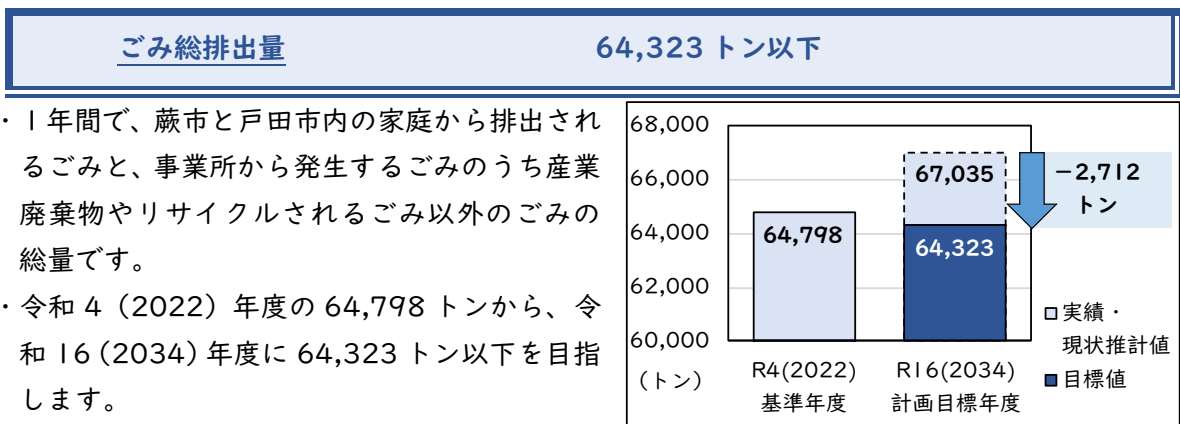 ごみ総排出量 64,323 トン以下
・1年間で、蕨市と戸田市内の家庭から排出され
るごみと、事業所から発生するごみのうち産業
廃棄物やリサイクルされるごみ以外のごみの
総量です。
・令和 4（2022）年度の 64,798 トンから、令
和 16（2034）年度に 64,323 トン以下を目指
します。
68,000
66,000
64,000
62,000
60,000
（トン）
64,798
67,035
64,323
－2,712
トン
R4(2022)
基準年度
R16(2034)
計画目標年度
実績・
現状推計値
目標値